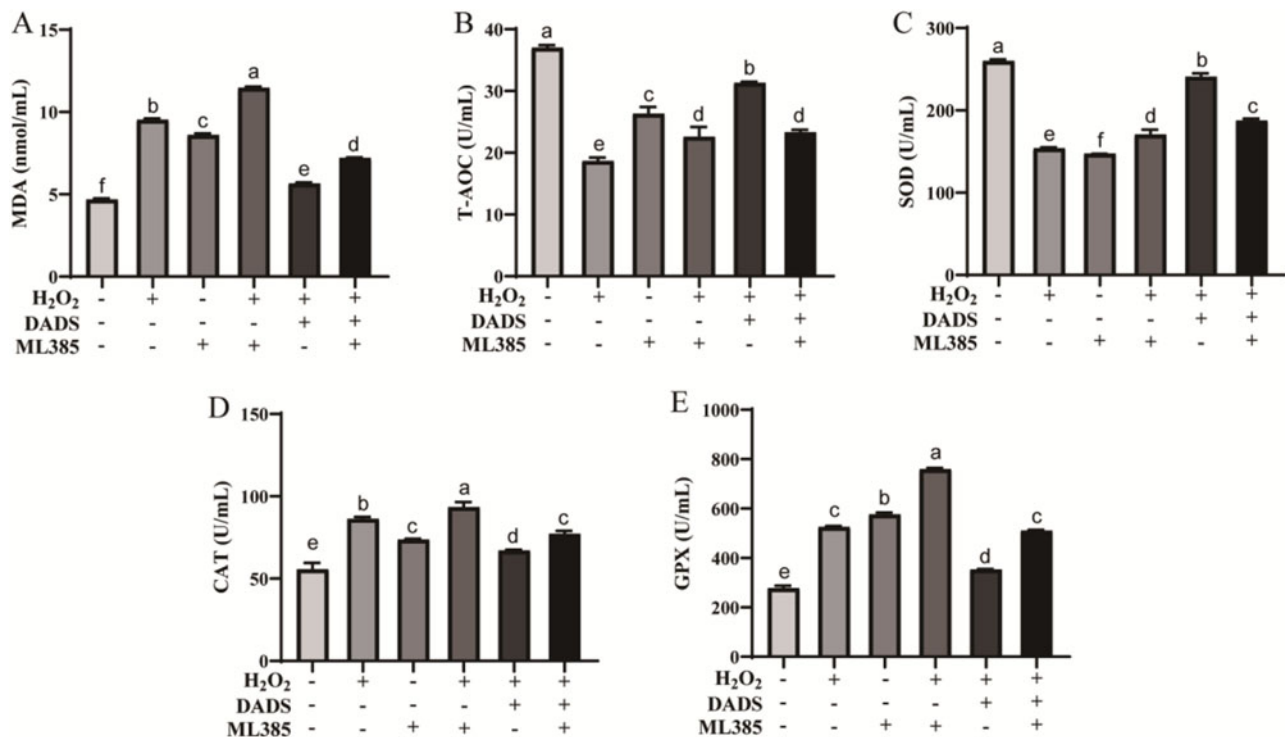 A
MDA (nmol/mL)
15
10
5
0
f b c a e d
H₂O₂ - + - + + +
DADS - - - - + +
ML385 - - + + - +
B
T-AOC (U/mL)
40
30
20
10
0
a e c d b d
H₂O₂ - + - + + +
DADS - - - - + +
ML385 - - + + - +
C
SOD (U/mL)
300
200
100
0
a e f d b c
H₂O₂ - + - + + +
DADS - - - - + +
ML385 - - + + - +
D
CAT (U/mL)
150
100
50
0
e b c a d c
H₂O₂ - + - + + +
DADS - - - - + +
ML385 - - + + - +
E
GPX (U/mL)
1000
800
600
400
200
0
e c b a d c
H₂O₂ - + - + + +
DADS - - - - + +
ML385 - - + + - +